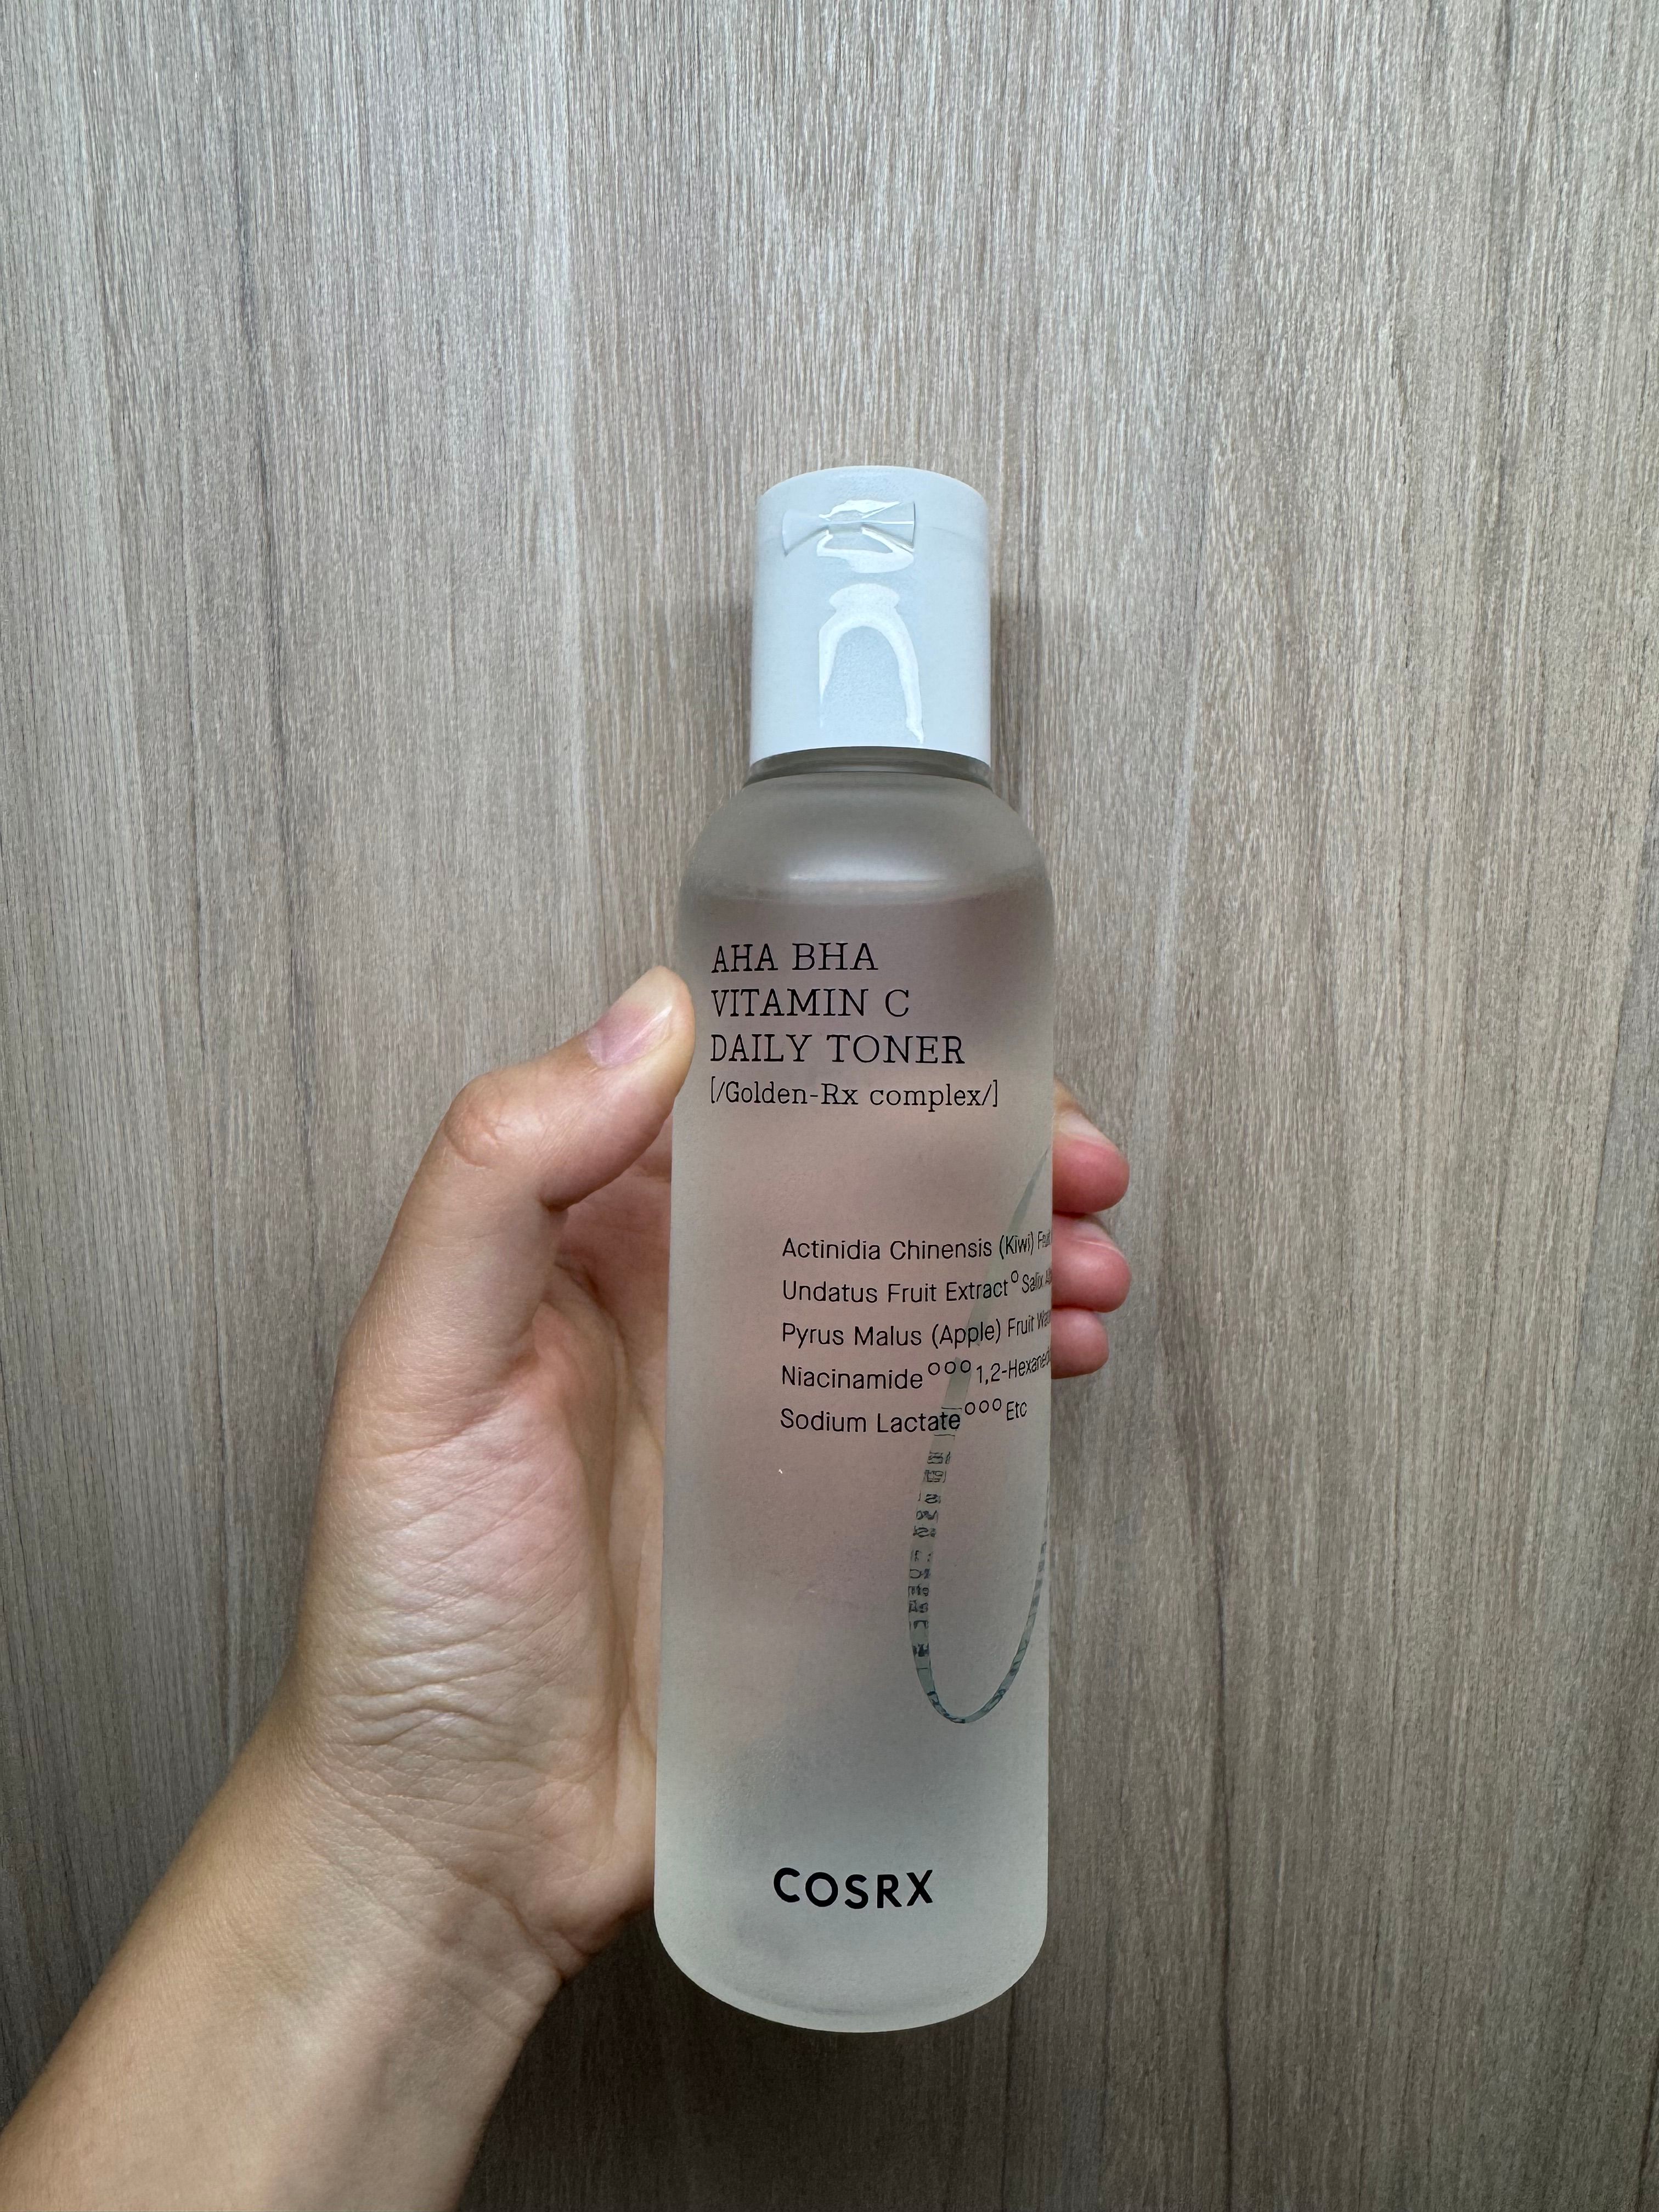 AHA BHA
VITAMIN C
DAILY TONER
[/Golden-Rx complex/]
Actinidia Chinensis (Kiwi)
Undatus Fruit Extract° Salix
Pyrus Malus (Apple) Fruit
Niacinamide°°° 1,2-
Sodium Lactate°°° Etc
COSRX